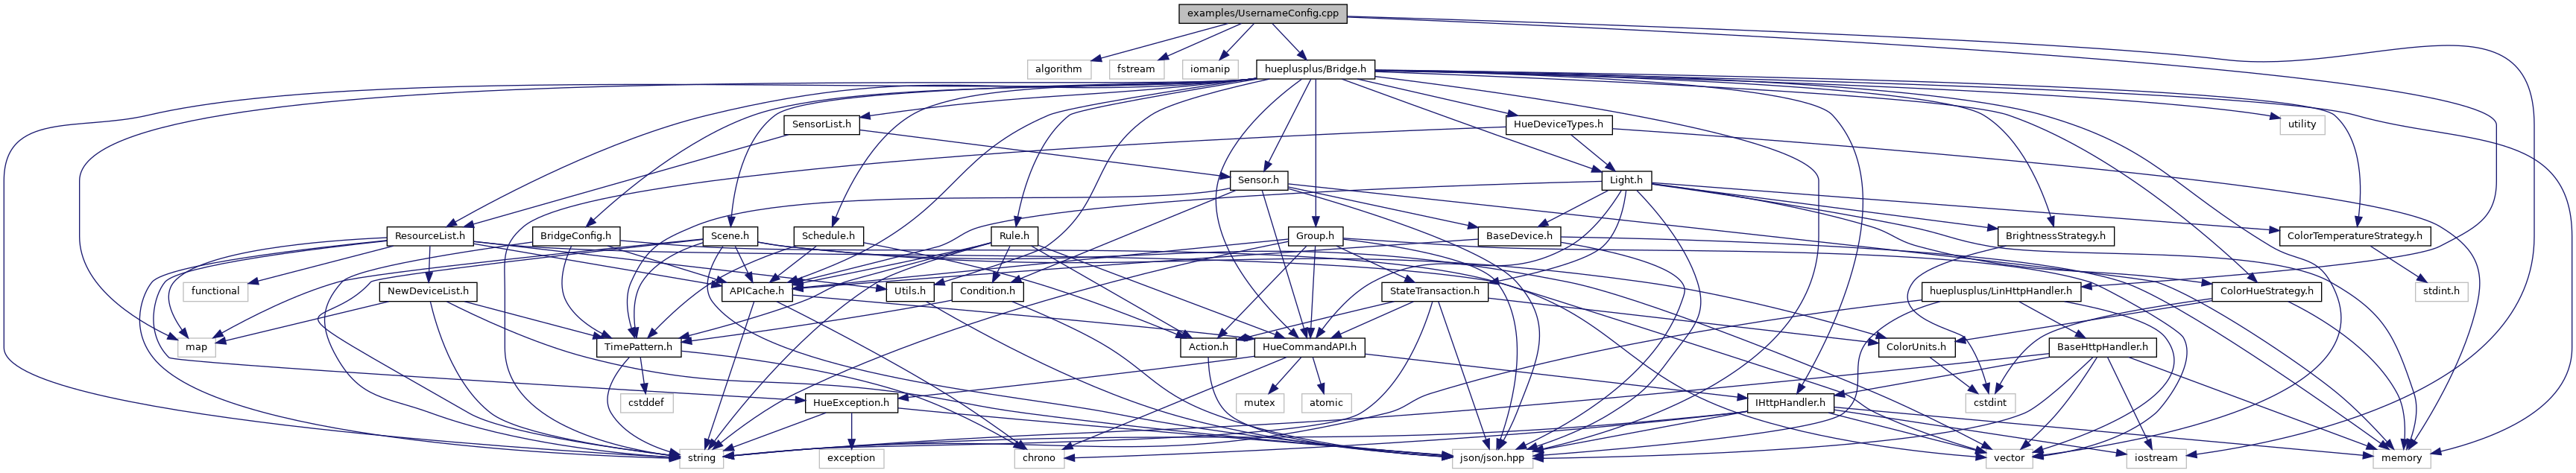 examples/UsernameConfig.cpp
algorithm
fstream
iomanip
hueplusplus/Bridge.h
SensorList.h
HueDeviceTypes.h
utility
Sensor.h
Light.h
ResourceList.h
BridgeConfig.h
Scene.h
Schedule.h
Rule.h
Group.h
BaseDevice.h
BrightnessStrategy.h
ColorTemperatureStrategy.h
functional
NewDeviceList.h
APICache.h
Utils.h
Condition.h
StateTransaction.h
hueplusplus/LinHttpHandler.h
ColorHueStrategy.h
stdint.h
map
TimePattern.h
Action.h
HueCommandAPI.h
ColorUnits.h
BaseHttpHandler.h
cstddef
HueException.h
mutex
atomic
IHttpHandler.h
cstdint
string
exception
chrono
json/json.hpp
vector
iostream
memory